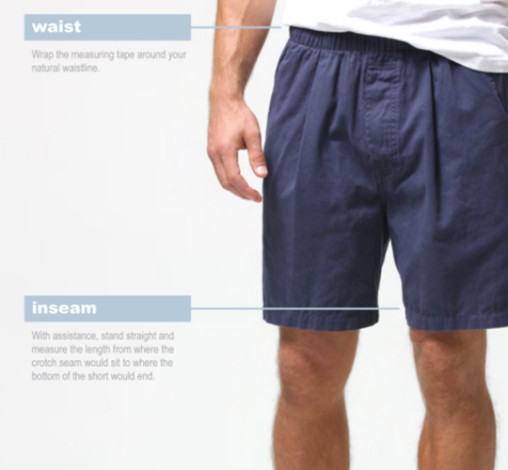 waist
Wrap the measuring tape around your
natural waistline.
inseam
With assistance, stand straight and
measure the length from where the
crotch seam would sit to where the
bottom of the short would end.